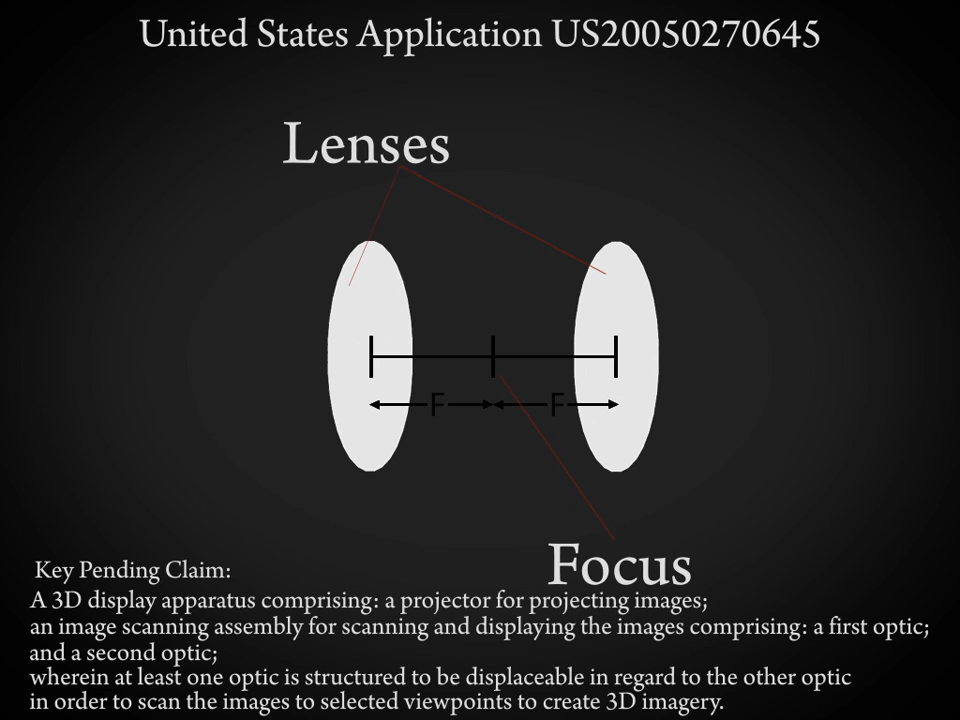 United States Application US20050270645
Lenses
F F
Focus
Key Pending Claim:
A 3D display apparatus comprising: a projector for projecting images;
an image scanning assembly for scanning and displaying the images comprising: a first optic;
and a second optic;
wherein at least one optic is structured to be displaceable in regard to the other optic
in order to scan the images to selected viewpoints to create 3D imagery.